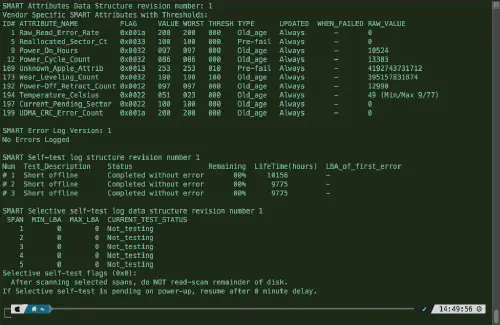 SMART Attributes Data Structure revision number: 1
Vendor Specific SMART Attributes with Thresholds:
ID# ATTRIBUTE_NAME FLAG VALUE WORST THRESH TYPE UPDATED WHEN_FAILED RAW_VALUE
1 Raw_Read_Error_Rate 0x001a 200 200 000 Old_age Always - 0
5 Reallocated_Sector_Ct 0x0033 100 100 000 Pre-fail Always - 0
9 Power_On_Hours 0x0032 097 097 000 Old_age Always - 10524
12 Power_Cycle_Count 0x0032 086 086 000 Old_age Always - 13383
169 Unknown_Apple_Attrib 0x0013 253 253 010 Pre-fail Always - 4192743731712
173 Wear_Leveling_Count 0x0032 190 190 100 Old_age Always - 395157831074
192 Power-Off_Retract_Count 0x0012 097 097 000 Old_age Always - 12990
194 Temperature_Celsius 0x0022 051 023 000 Old_age Always - 49 (Min/Max 9/77)
197 Current_Pending_Sector 0x0022 100 100 000 Old_age Always - 0
199 UDMA_CRC_Error_Count 0x001a 200 200 000 Old_age Always - 0
SMART Error Log Version: 1
No Errors Logged
SMART Self-test log structure revision number 1
Num Test_Description Status Remaining LifeTime(hours) LBA_of_first_error
# 1 Short offline Completed without error 00% 10156 -
# 2 Short offline Completed without error 00% 9775 -
# 3 Short offline Completed without error 00% 9775 -
SMART Selective self-test log data structure revision number 1
SPAN MIN_LBA MAX_LBA CURRENT_TEST_STATUS
1 0 0 Not_testing
2 0 0 Not_testing
3 0 0 Not_testing
4 0 0 Not_testing
5 0 0 Not_testing
Selective self-test flags (0x0):
After scanning selected spans, do NOT read-scan remainder of disk.
If Selective self-test is pending on power-up, resume after 0 minute delay.
~
14:49:56